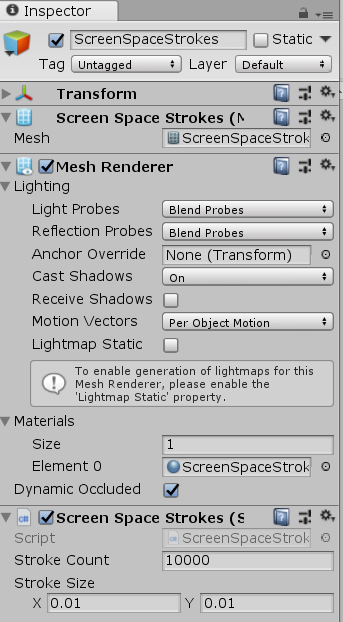 Inspector
ScreenSpaceStrokes Static
Tag Untagged Layer Default
Transform
Screen Space Strokes (N
Mesh ScreenSpaceStrok
Mesh Renderer
Lighting
Light Probes Blend Probes
Reflection Probes Blend Probes
Anchor Override None (Transform)
Cast Shadows On
Receive Shadows
Motion Vectors Per Object Motion
Lightmap Static
To enable generation of lightmaps for this
Mesh Renderer, please enable the
'Lightmap Static' property.
Materials
Size 1
Element 0 ScreenSpaceStrok
Dynamic Occluded
Screen Space Strokes (S
Script ScreenSpaceStrok
Stroke Count 10000
Stroke Size
X 0.01 Y 0.01